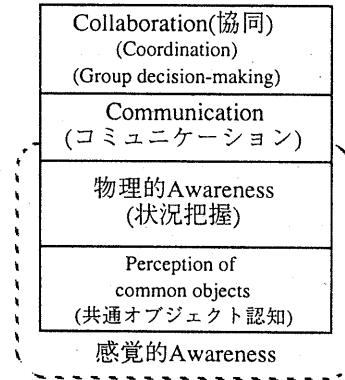 Collaboration(協同)
(Coordination)
(Group decision-making)
Communication
(コミュニケーション)
物理的Awareness
(状況把握)
Perception of
common objects
(共通オブジェクト認知)
感覚的Awareness